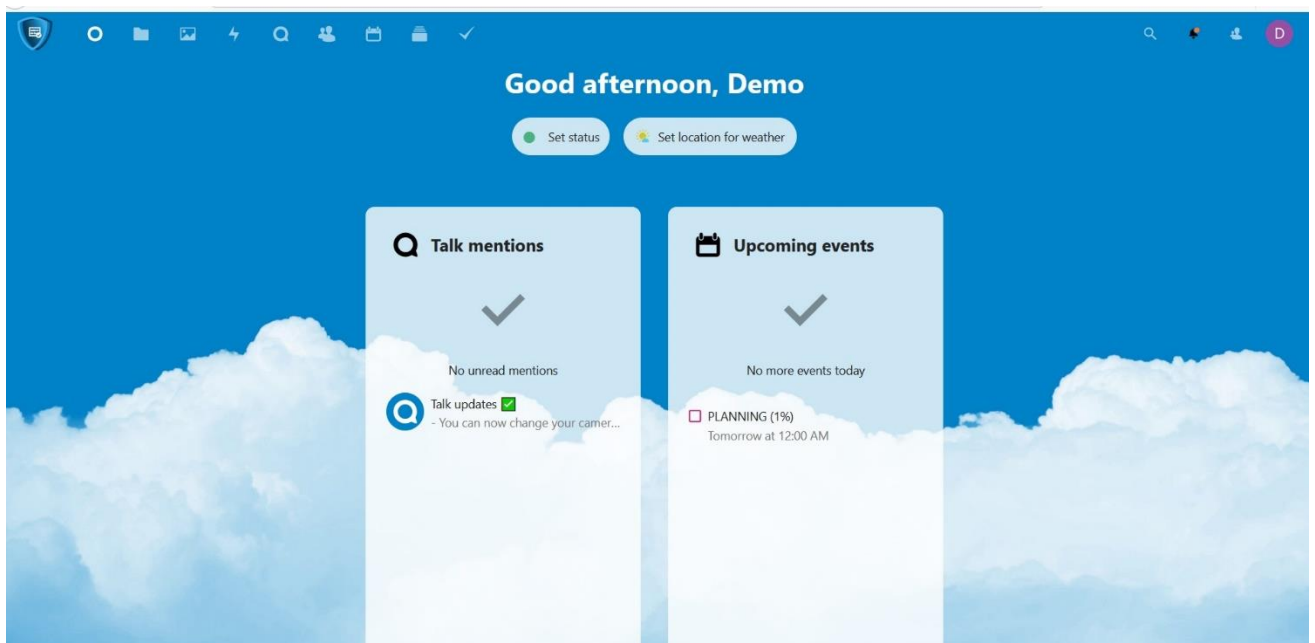 D
Good afternoon, Demo
Set status
Set location for weather
Talk mentions
No unread mentions
Talk updates ✅
- You can now change your camer...
Upcoming events
No more events today
PLANNING (1%)
Tomorrow at 12:00 AM